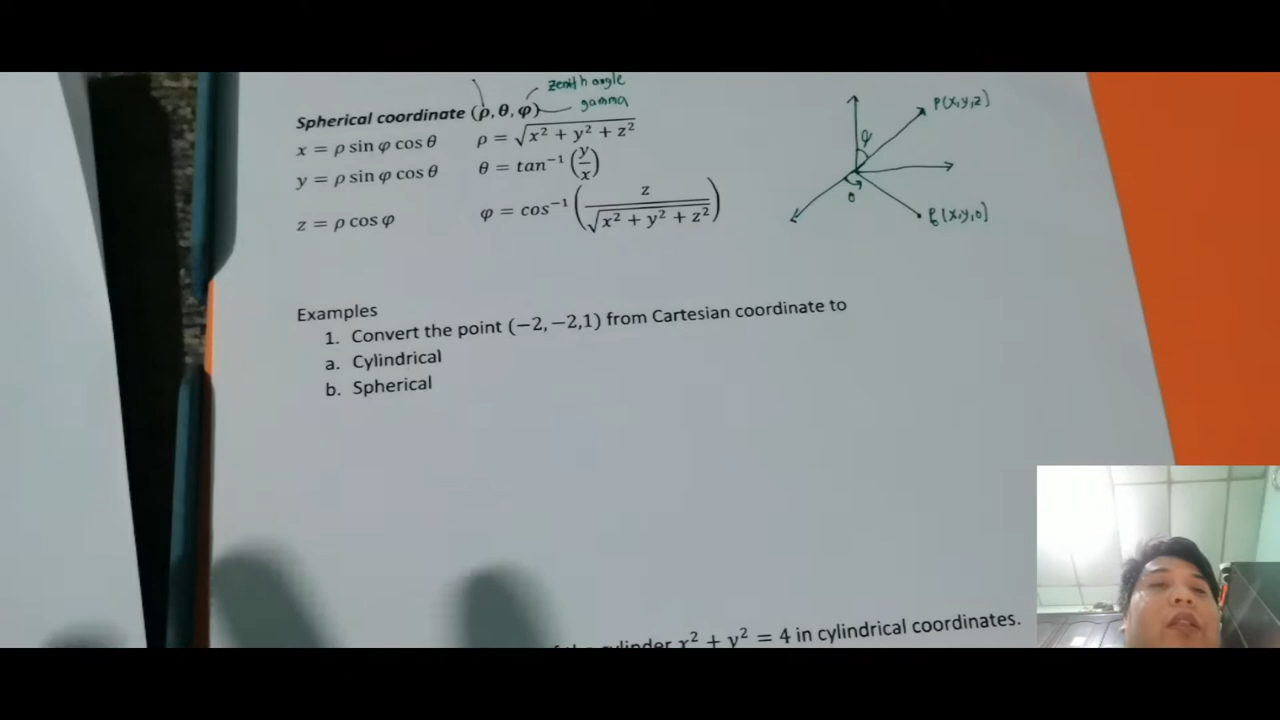 zenith angle
gamma
Spherical coordinate (ρ, θ, φ)
x = ρ sin φ cos θ ρ = √(x² + y² + z²)
y = ρ sin φ cos θ θ = tan⁻¹ (y/x)
z = ρ cos φ φ = cos⁻¹ (z/√(x² + y² + z²))
P(x,y,z)
φ
θ
(x,y,0)
Examples
1. Convert the point (−2, −2,1) from Cartesian coordinate to
a. Cylindrical
b. Spherical
cylinder x² + y² = 4 in cylindrical coordinates.